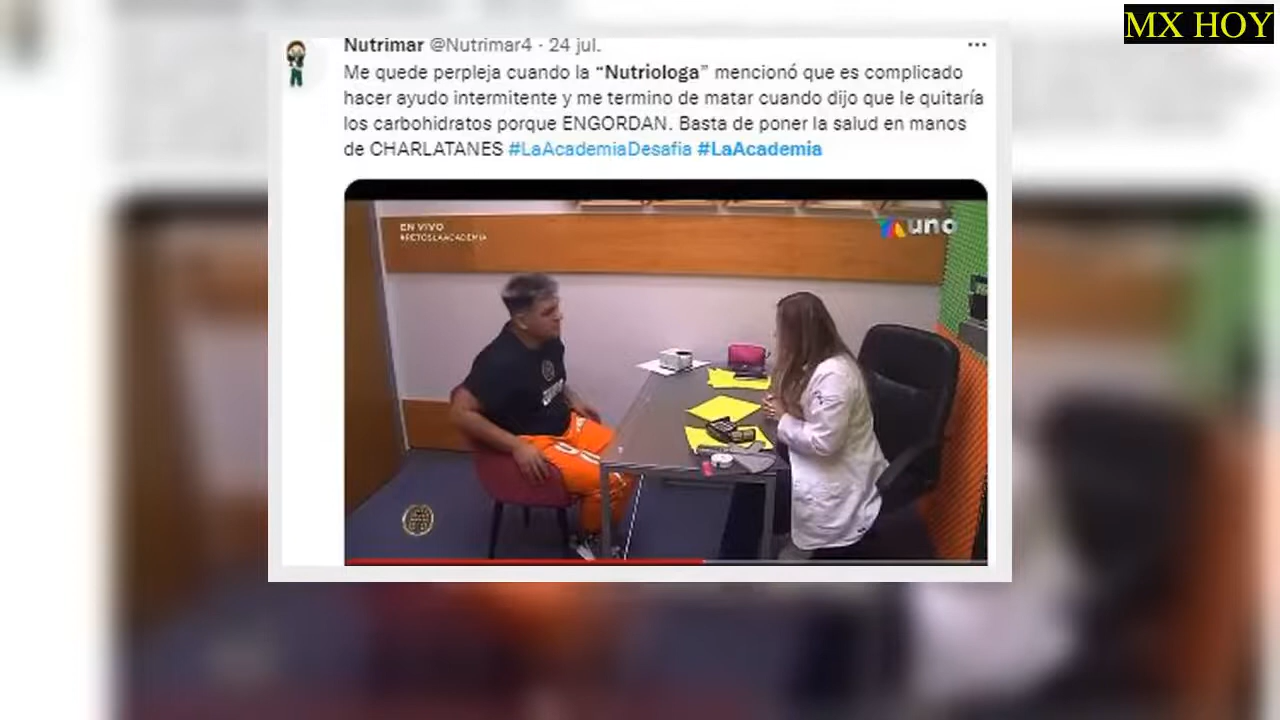 MX HOY
Nutrimar @Nutrimar4 · 24 jul.
Me quede perpleja cuando la “Nutriologa” mencionó que es complicado
hacer ayudo intermitente y me termino de matar cuando dijo que le quitaría
los carbohidratos porque ENGORDAN. Basta de poner la salud en manos
de CHARLATANES #LaAcademiaDesafia #LaAcademia
EN VIVO
#RETOSLAACADEMIA
uno